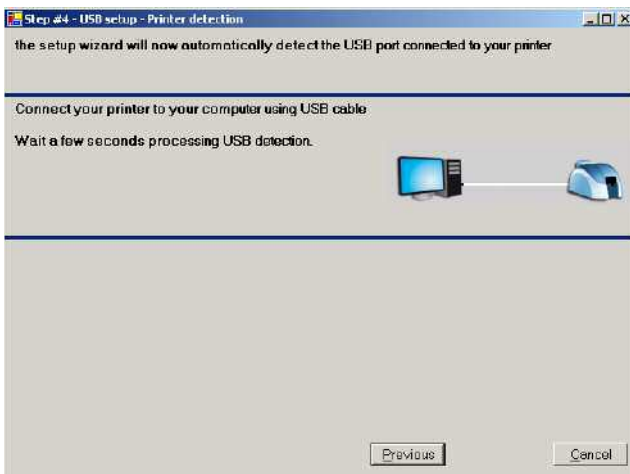 Step #4 - USB setup - Printer detection
the setup wizard will now automatically detect the USB port connected to your printer
Connect your printer to your computer using USB cable
Wait a few seconds processing USB detection.
Previous Cancel